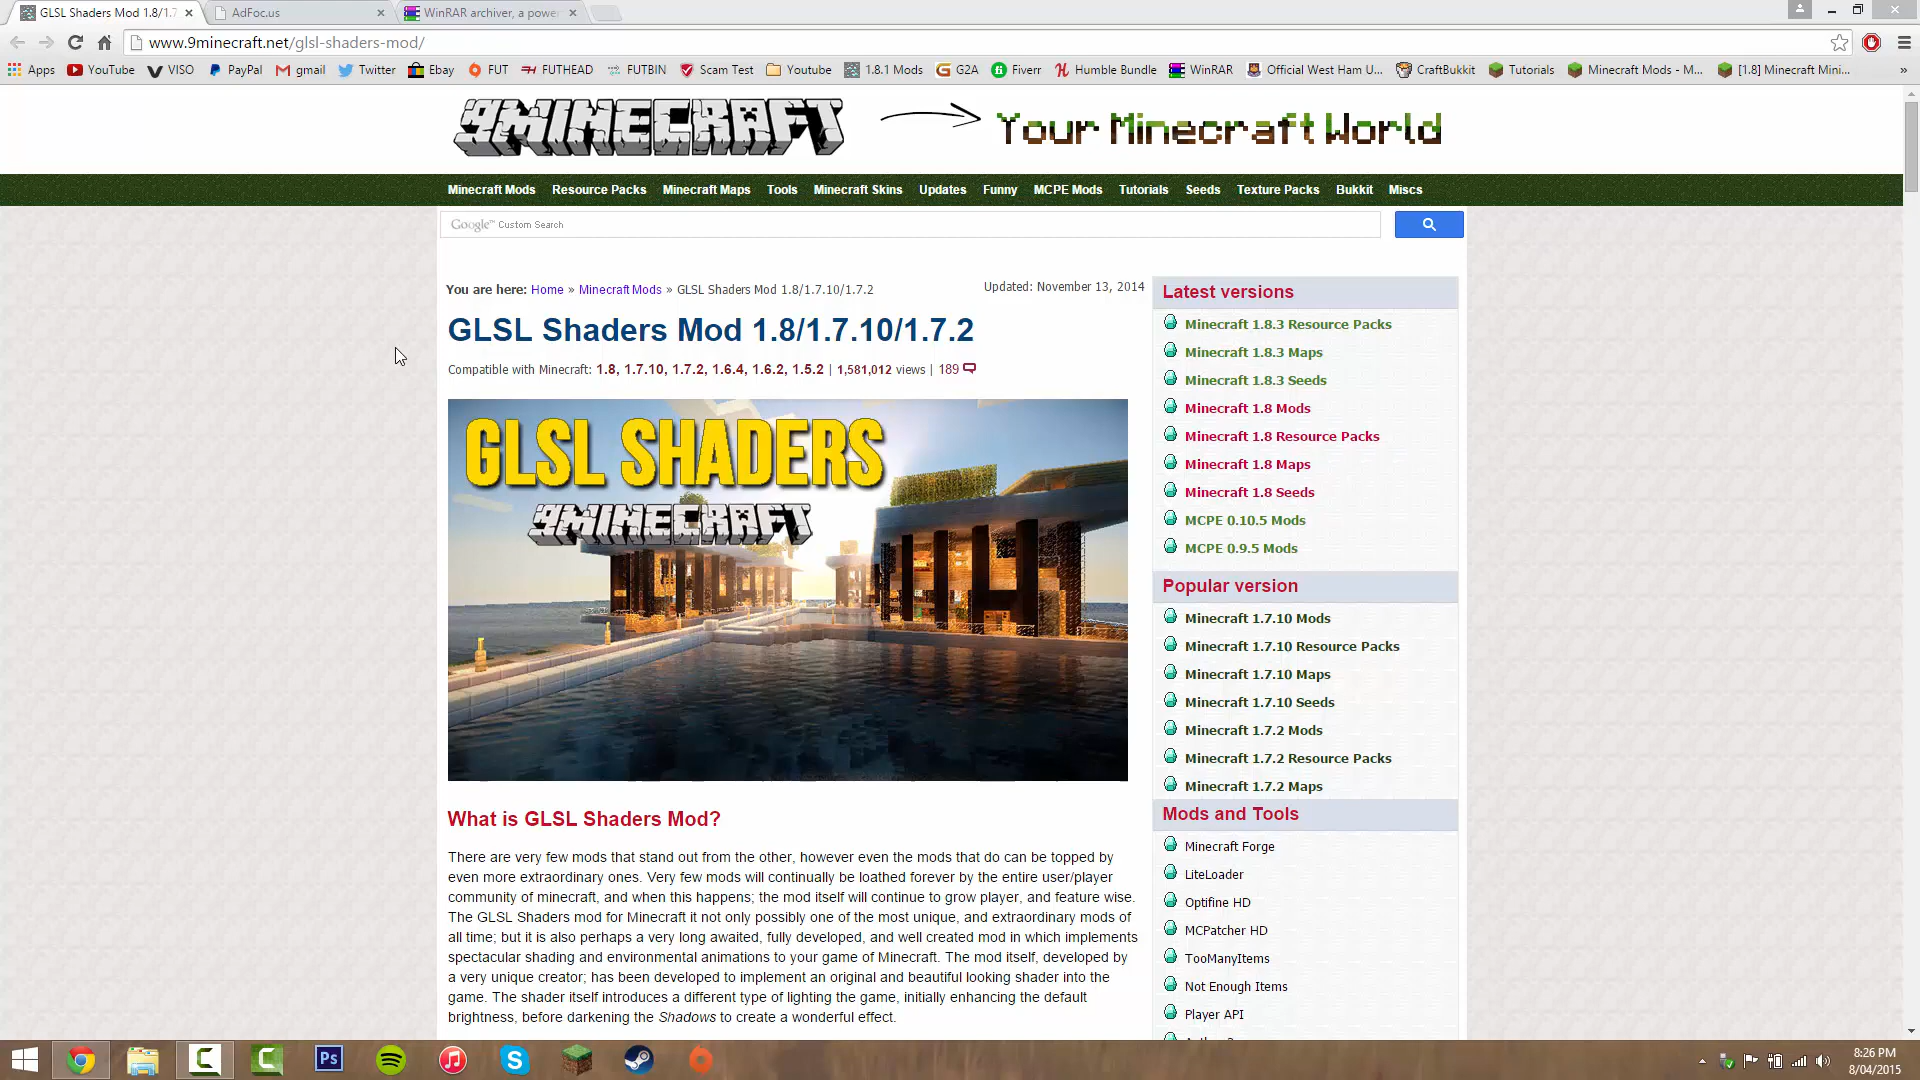 GLSL Shaders Mod 1.8/1.7
AdFoc.us
WinRAR archiver, a powe
www.9minecraft.net/glsl-shaders-mod/
Apps YouTube VISO PayPal gmail Twitter Ebay FUT FUTHEAD FUTBIN Scam Test Youtube 1.8.1 Mods G2A Fiverr Humble Bundle WinRAR Official West Ham U... CraftBukkit Tutorials Minecraft Mods - M... [1.8] Minecraft Mini... »
9MINECRAFT
Your Minecraft World
Minecraft Mods Resource Packs Minecraft Maps Tools Minecraft Skins Updates Funny MCPE Mods Tutorials Seeds Texture Packs Bukkit Miscs
Google™ Custom Search
You are here: Home » Minecraft Mods » GLSL Shaders Mod 1.8/1.7.10/1.7.2
Updated: November 13, 2014
GLSL Shaders Mod 1.8/1.7.10/1.7.2
Compatible with Minecraft: 1.8, 1.7.10, 1.7.2, 1.6.4, 1.6.2, 1.5.2 | 1,581,012 views | 189
GLSL SHADERS
9MINECRAFT
What is GLSL Shaders Mod?
There are very few mods that stand out from the other, however even the mods that do can be topped by
even more extraordinary ones. Very few mods will continually be loathed forever by the entire user/player
community of minecraft, and when this happens; the mod itself will continue to grow player, and feature wise.
The GLSL Shaders mod for Minecraft it not only possibly one of the most unique, and extraordinary mods of
all time; but it is also perhaps a very long awaited, fully developed, and well created mod in which implements
spectacular shading and environmental animations to your game of Minecraft. The mod itself, developed by
a very unique creator; has been developed to implement an original and beautiful looking shader into the
game. The shader itself introduces a different type of lighting the game, initially enhancing the default
brightness, before darkening the Shadows to create a wonderful effect.
Latest versions
Minecraft 1.8.3 Resource Packs
Minecraft 1.8.3 Maps
Minecraft 1.8.3 Seeds
Minecraft 1.8 Mods
Minecraft 1.8 Resource Packs
Minecraft 1.8 Maps
Minecraft 1.8 Seeds
MCPE 0.10.5 Mods
MCPE 0.9.5 Mods
Popular version
Minecraft 1.7.10 Mods
Minecraft 1.7.10 Resource Packs
Minecraft 1.7.10 Maps
Minecraft 1.7.10 Seeds
Minecraft 1.7.2 Mods
Minecraft 1.7.2 Resource Packs
Minecraft 1.7.2 Maps
Mods and Tools
Minecraft Forge
LiteLoader
Optifine HD
MCPatcher HD
TooManyItems
Not Enough Items
Player API
Ps
8:26 PM
8/04/2015